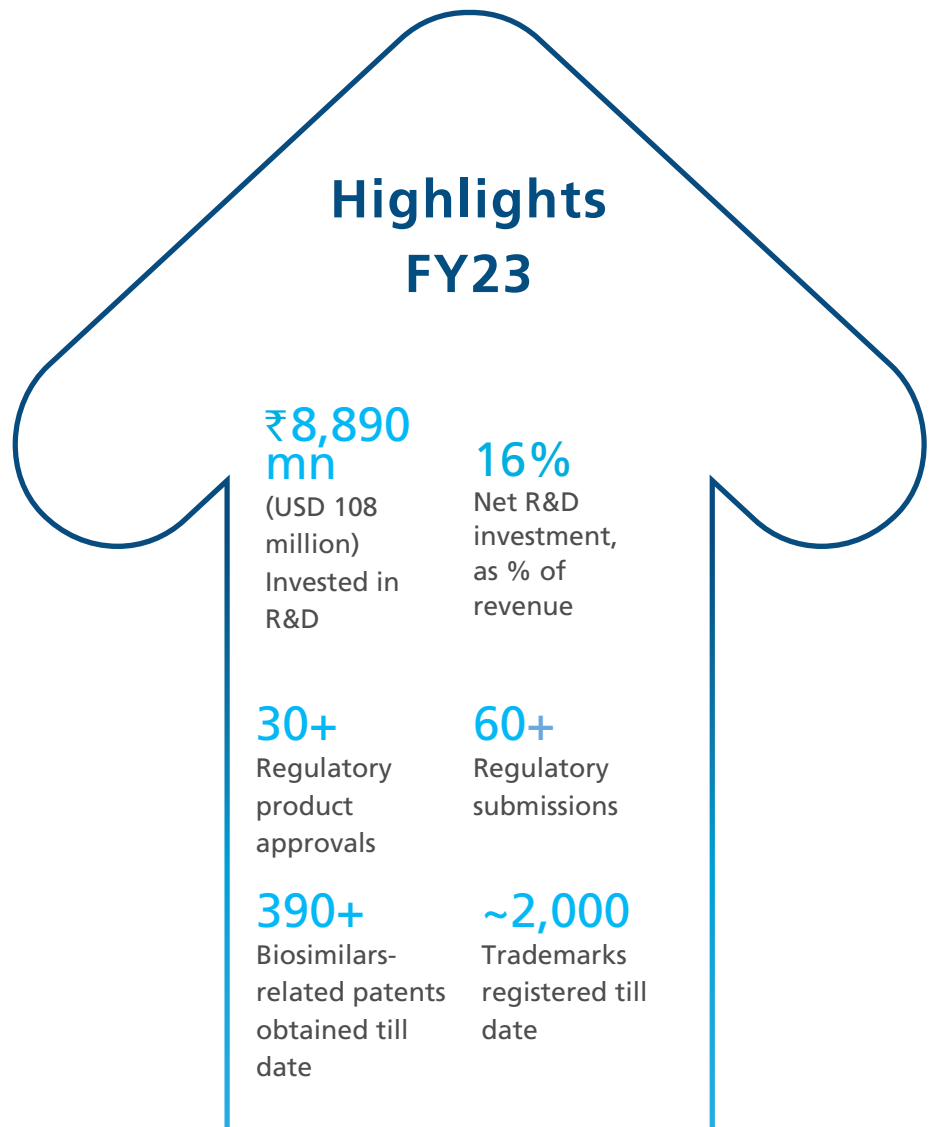 Highlights
FY23
₹8,890
mn
(USD 108
million)
Invested in
R&D
16%
Net R&D
investment,
as % of
revenue
30+
Regulatory
product
approvals
60+
Regulatory
submissions
390+
Biosimilars-
related patents
obtained till
date
~2,000
Trademarks
registered till
date